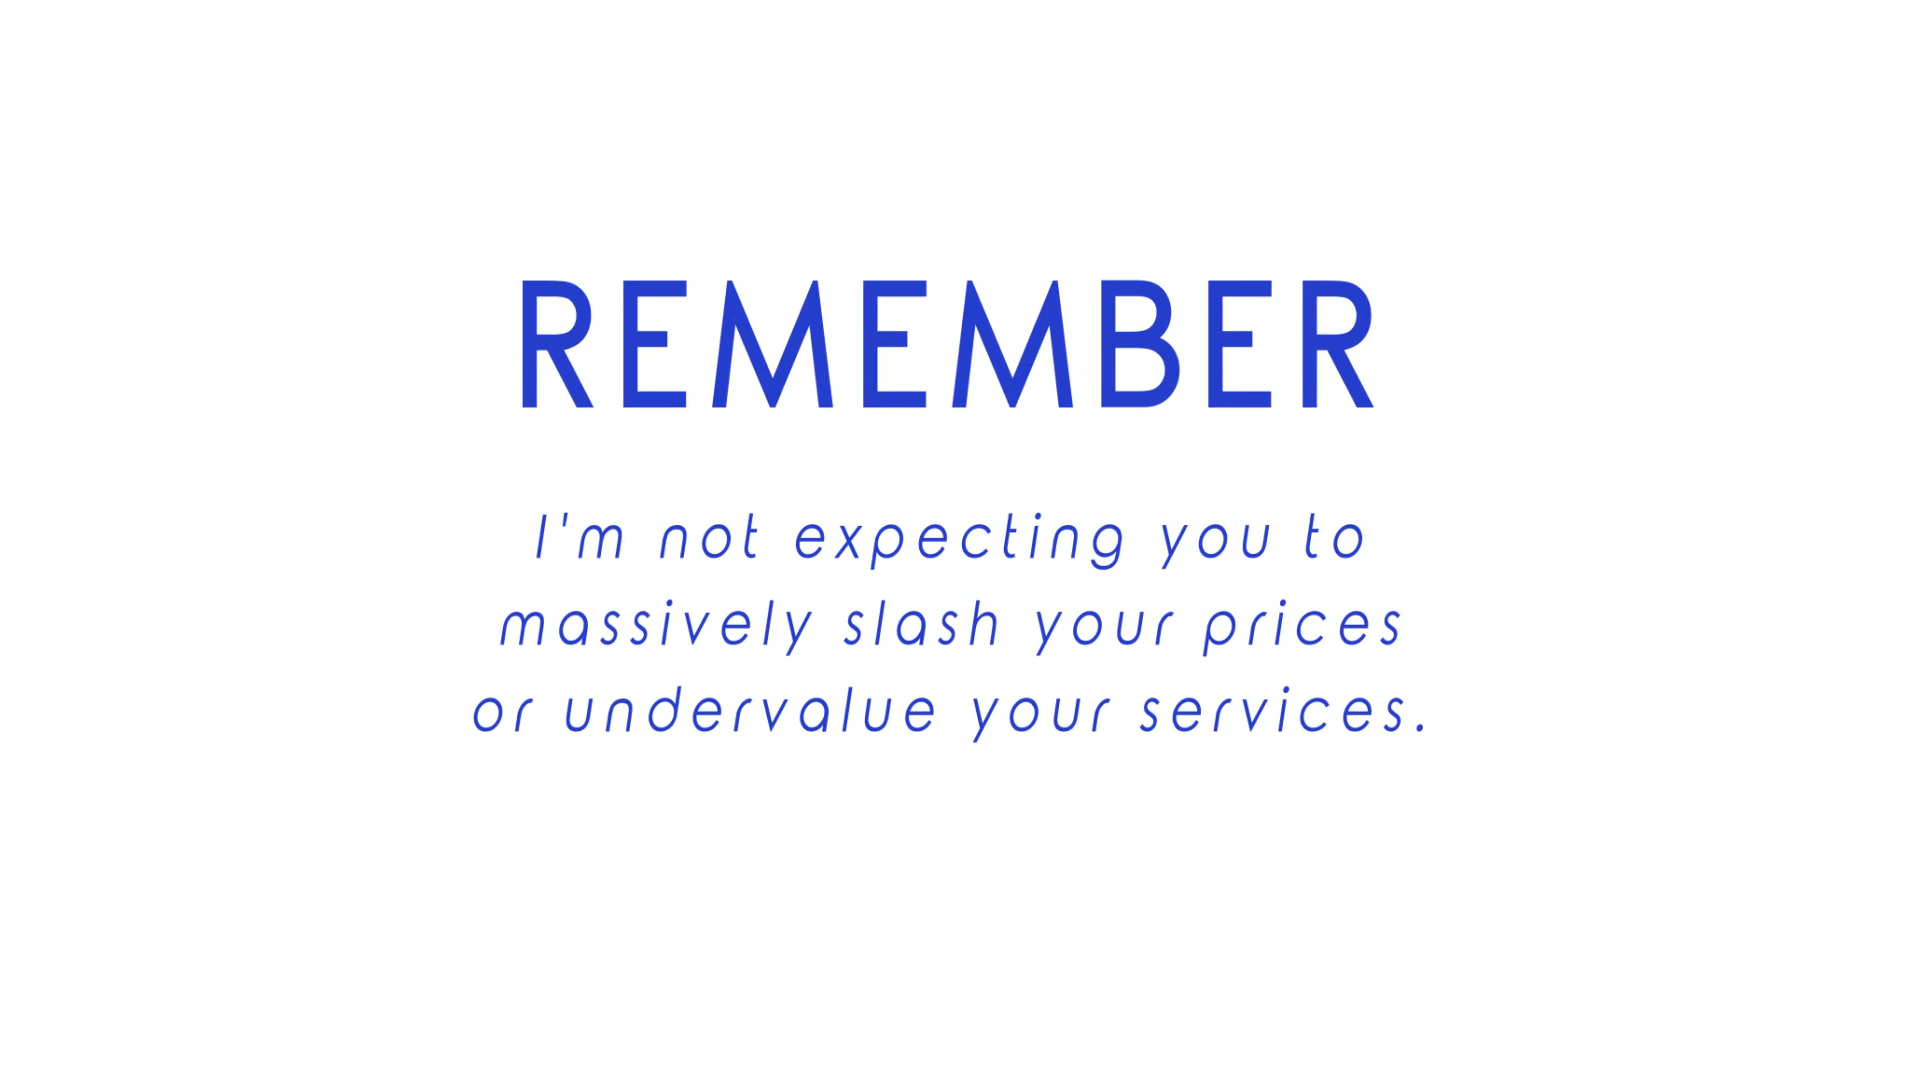 REMEMBER
I'm not expecting you to
massively slash your prices
or undervalue your services.